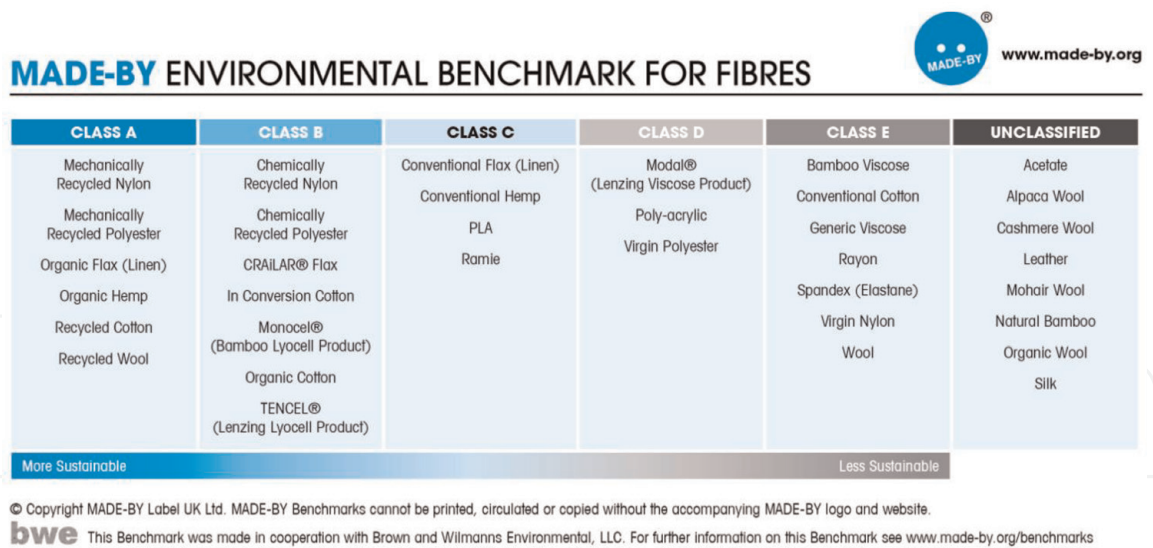 ®
MADE-BY
www.made-by.org
MADE-BY ENVIRONMENTAL BENCHMARK FOR FIBRES
CLASS A
Mechanically
Recycled Nylon
Mechanically
Recycled Polyester
Organic Flax (Linen)
Organic Hemp
Recycled Cotton
Recycled Wool
CLASS B
Chemically
Recycled Nylon
Chemically
Recycled Polyester
CRAiLAR® Flax
In Conversion Cotton
Monocel®
(Bamboo Lyocell Product)
Organic Cotton
TENCEL®
(Lenzing Lyocell Product)
CLASS C
Conventional Flax (Linen)
Conventional Hemp
PLA
Ramie
CLASS D
Modal®
(Lenzing Viscose Product)
Poly-acrylic
Virgin Polyester
CLASS E
Bamboo Viscose
Conventional Cotton
Generic Viscose
Rayon
Spandex (Elastane)
Virgin Nylon
Wool
UNCLASSIFIED
Acetate
Alpaca Wool
Cashmere Wool
Leather
Mohair Wool
Natural Bamboo
Organic Wool
Silk
More Sustainable
Less Sustainable
© Copyright MADE-BY Label UK Ltd. MADE-BY Benchmarks cannot be printed, circulated or copied without the accompanying MADE-BY logo and website.
bwe This Benchmark was made in cooperation with Brown and Wilmanns Environmental, LLC. For further information on this Benchmark see www.made-by.org/benchmarks